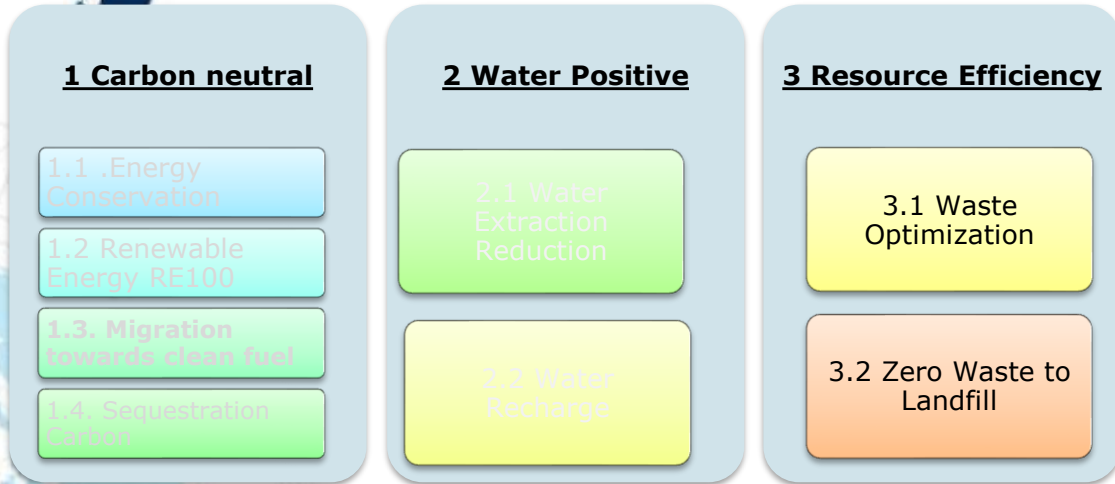 1 Carbon neutral
1.1 .Energy
Conservation
1.2 Renewable
Energy RE100
1.3. Migration
towards clean fuel
1.4. Sequestration
Carbon
2 Water Positive
2.1 Water
Extraction
Reduction
2.2 Water
Recharge
3 Resource Efficiency
3.1 Waste
Optimization
3.2 Zero Waste to
Landfill